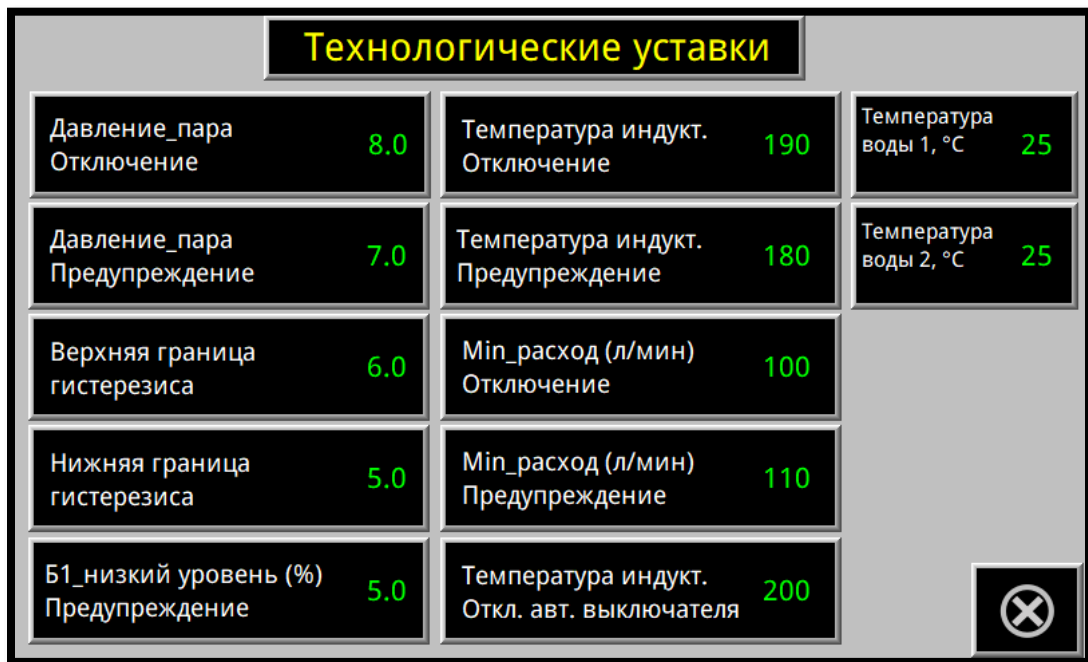 Технологические уставки
Давление_пара
Отключение
8.0
Давление_пара
Предупреждение
7.0
Верхняя граница
гистерезиса
6.0
Нижняя граница
гистерезиса
5.0
Б1_низкий уровень (%)
Предупреждение
5.0
Температура индукт.
Отключение
190
Температура индукт.
Предупреждение
180
Min_расход (л/мин)
Отключение
100
Min_расход (л/мин)
Предупреждение
110
Температура индукт.
Откл. авт. выключателя
200
Температура
воды 1, °C
25
Температура
воды 2, °C
25